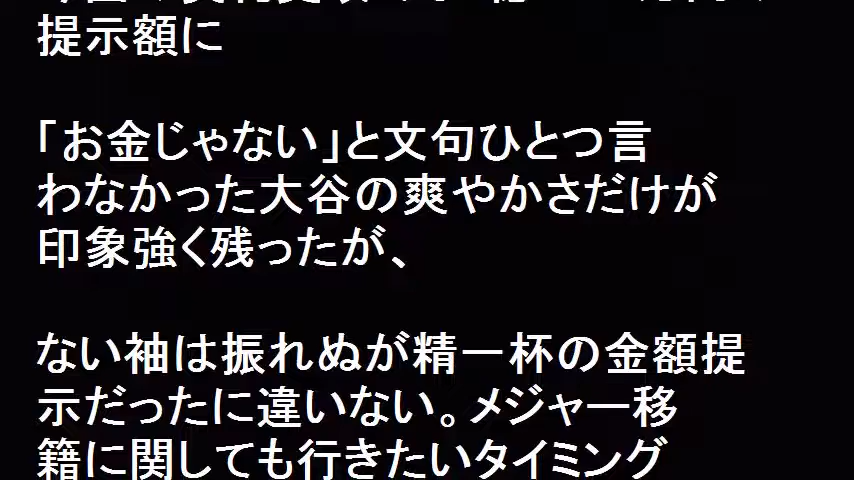 提示額に
「お金じゃない」と文句ひとつ言
わなかった大谷の爽やかさだけが
印象強く残ったが、
ない袖は振れぬが精一杯の金額提
示だったに違いない。メジャー移
籍に関しても行きたいタイミング